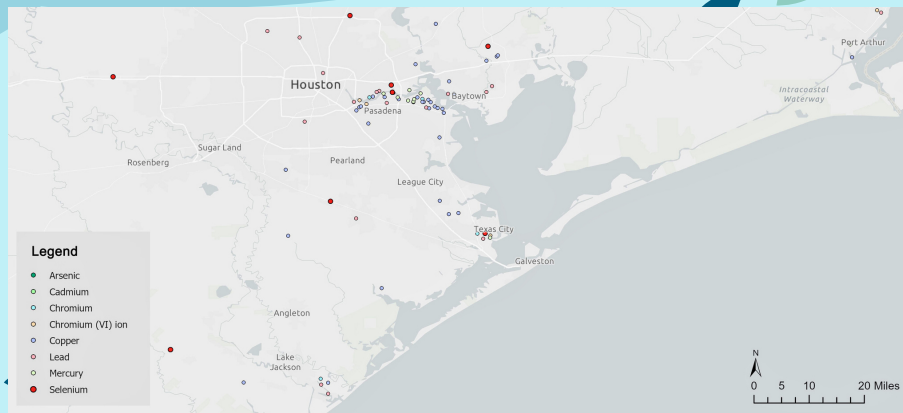 Port Arthur
Intracoastal
Waterway
Houston
Baytown
Pasadena
Sugar Land
Rosenberg
Pearland
League City
Texas City
Galveston
Angleton
Lake
Jackson
Legend
Arsenic
Cadmium
Chromium
Chromium (VI) ion
Copper
Lead
Mercury
Selenium
N
0 5 10 20 Miles